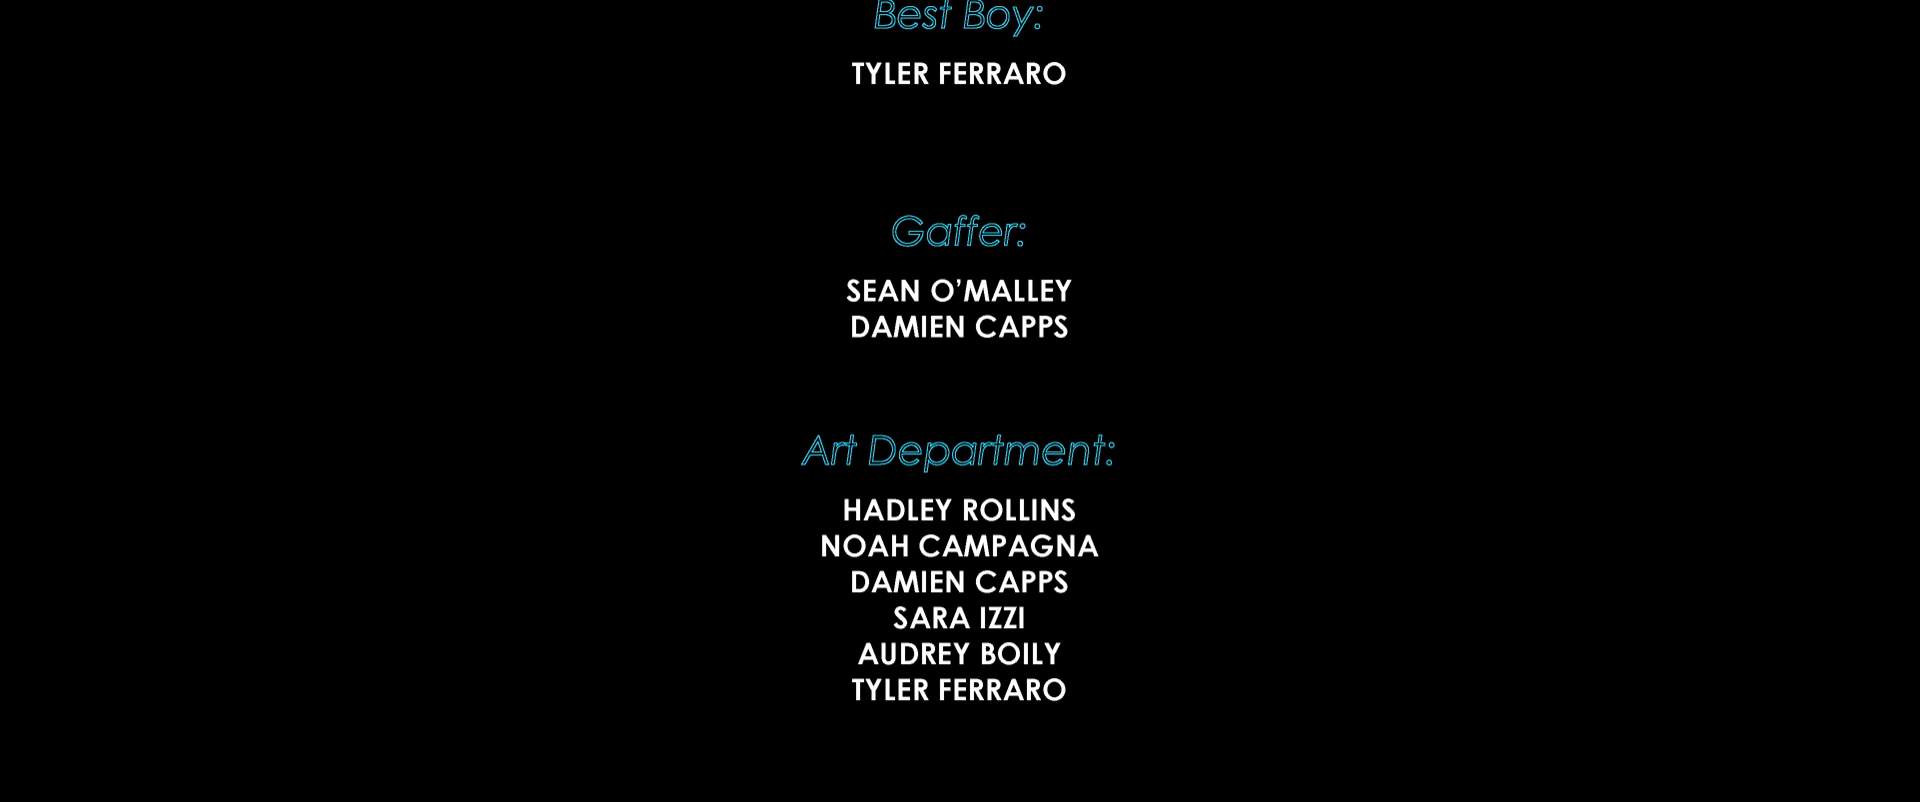 Best Boy:
TYLER FERRARO
Gaffer:
SEAN O’MALLEY
DAMIEN CAPPS
Art Department:
HADLEY ROLLINS
NOAH CAMPAGNA
DAMIEN CAPPS
SARA IZZI
AUDREY BOILY
TYLER FERRARO